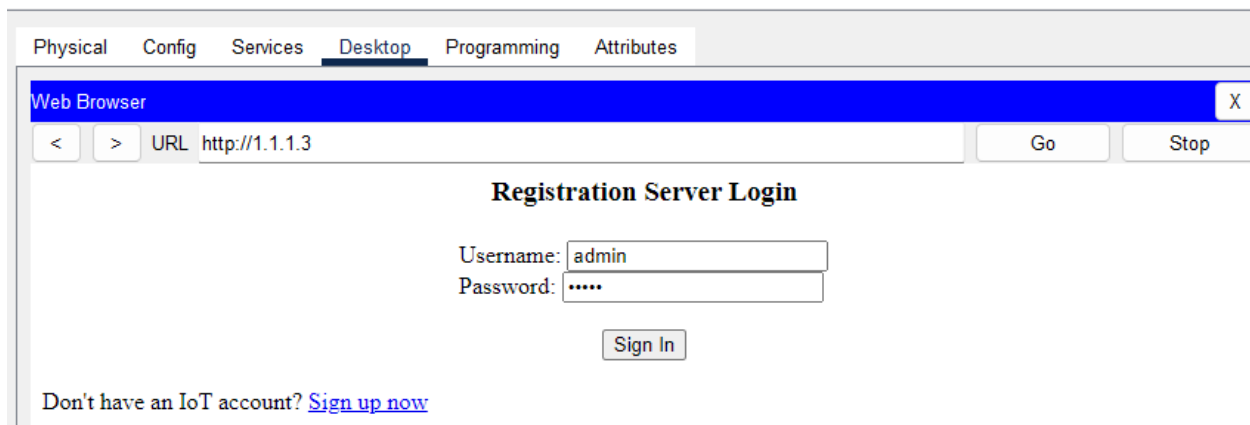 Physical Config Services Desktop Programming Attributes
Web Browser X
< > URL http://1.1.1.3 Go Stop
Registration Server Login
Username: admin
Password: •••••
Sign In
Don't have an IoT account? Sign up now